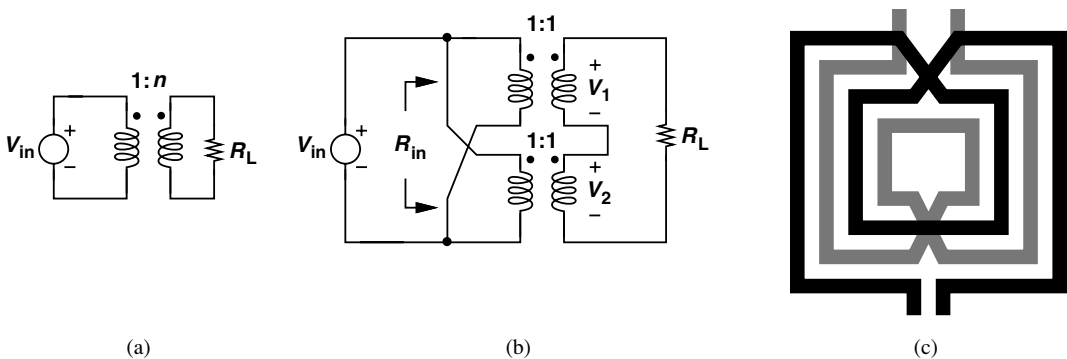 1:n
V_in
+
−
R_L
(a)
1:1
V_in
+
−
R_in
+
V_1
−
1:1
+
V_2
−
R_L
(b)
(c)